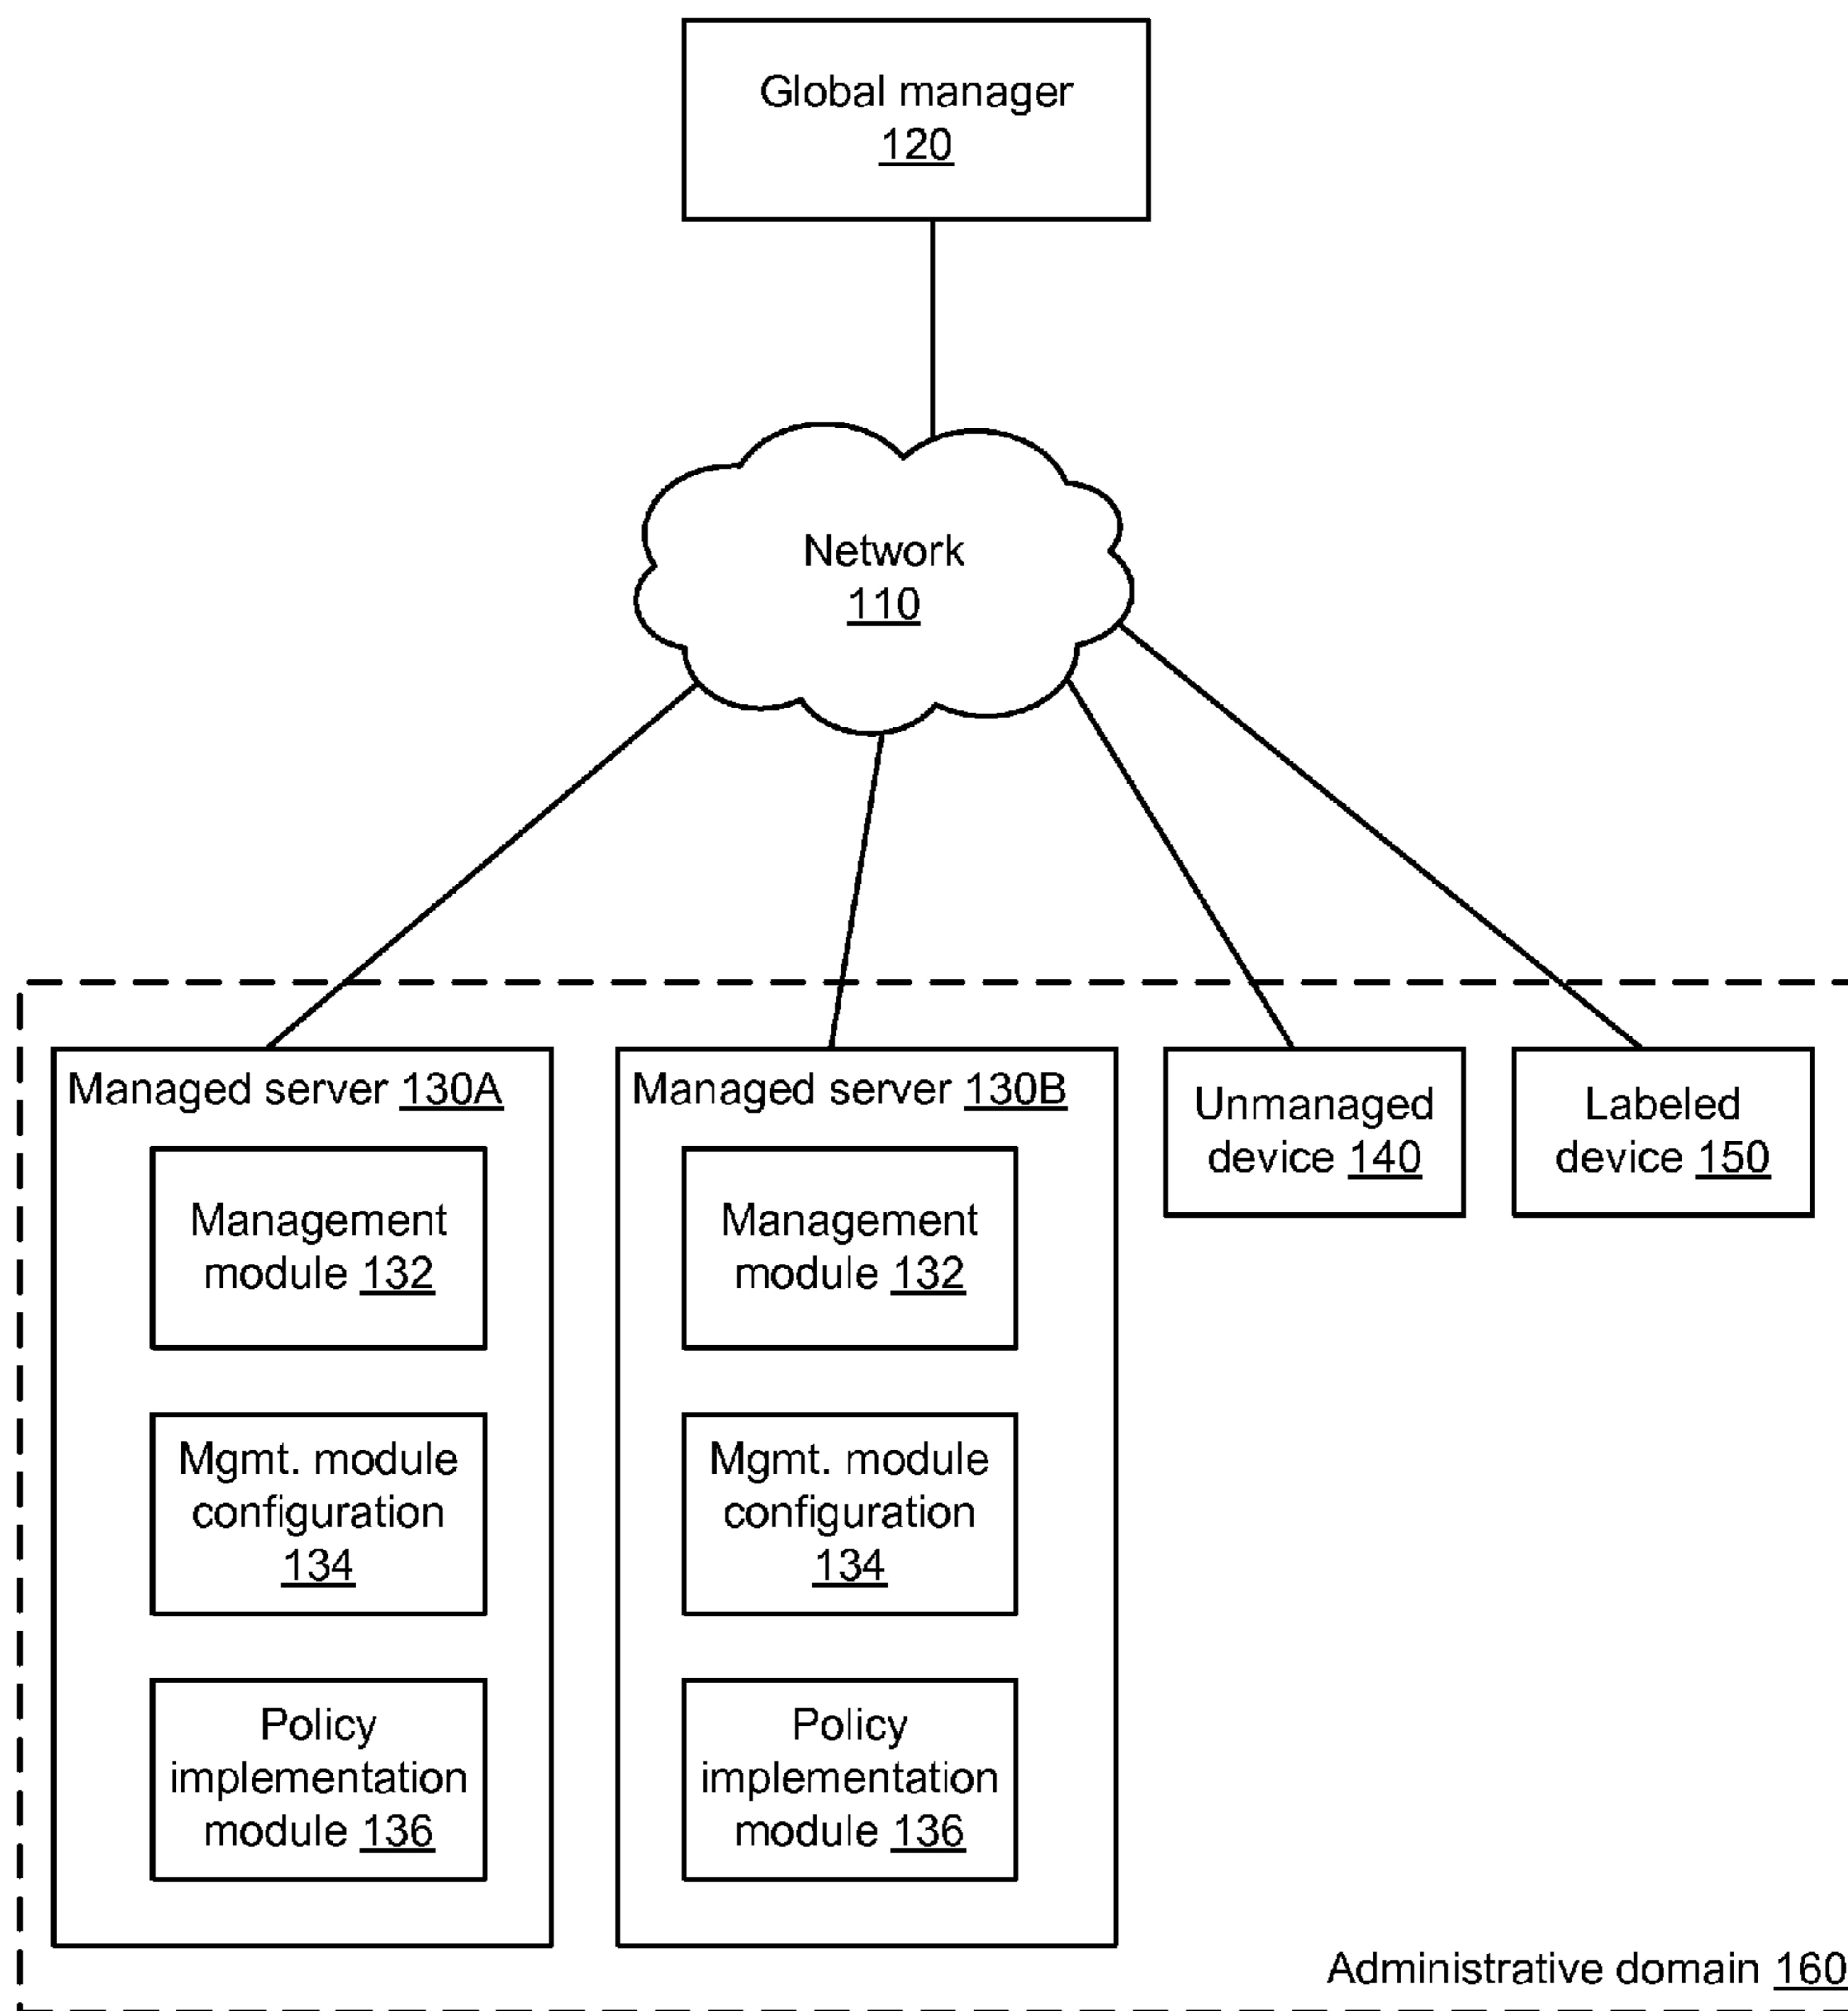 Global manager
120
Network
110
Managed server 130A
Management
module 132
Mgmt. module
configuration
134
Policy
implementation
module 136
Managed server 130B
Management
module 132
Mgmt. module
configuration
134
Policy
implementation
module 136
Unmanaged
device 140
Labeled
device 150
Administrative domain 160